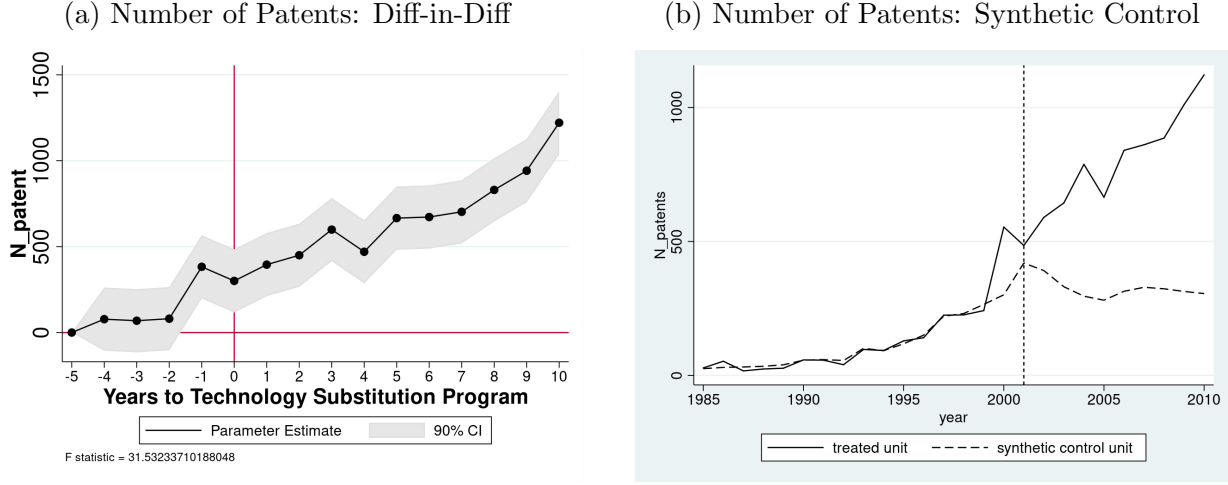 (a) Number of Patents: Diff-in-Diff
N_patent
1500
1000
500
0
-5 -4 -3 -2 -1 0 1 2 3 4 5 6 7 8 9 10
Years to Technology Substitution Program
Parameter Estimate 90% CI
F statistic = 31.53233710188048
(b) Number of Patents: Synthetic Control
N_patents
1000
500
0
1985 1990 1995 2000 2005 2010
year
treated unit synthetic control unit